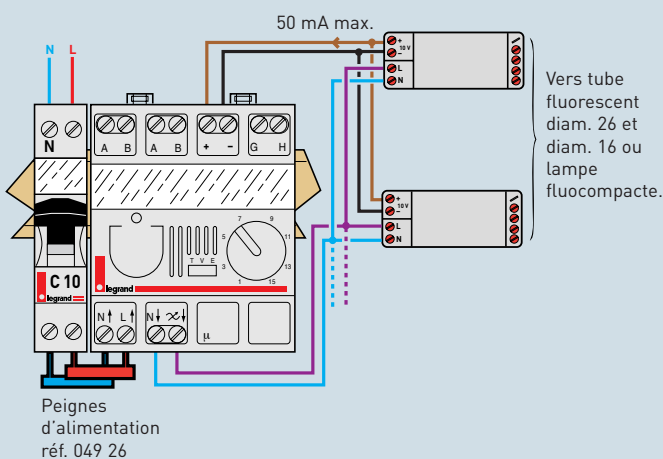 50 mA max.
N L
N
A B A B + - G H
+
10 V
-
L
N
Vers tube
fluorescent
diam. 26 et
diam. 16 ou
lampe
fluocompacte.
7 9
5 11
3 13
1 15
T V E
+
10 V
-
L
N
C 10
legrand
legrand
N L N
μ
Peignes
d'alimentation
réf. 049 26